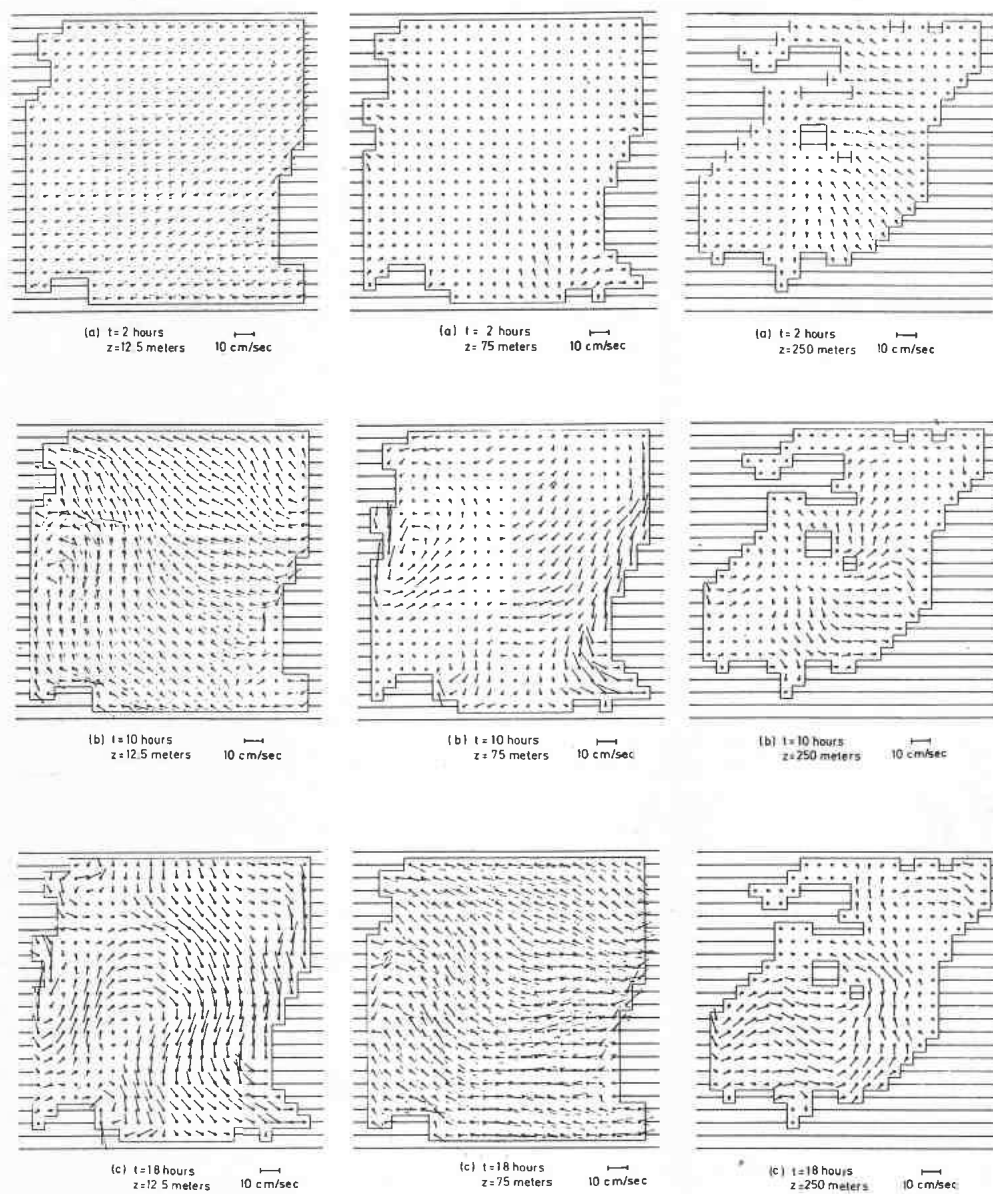 (a) t=2 hours
z=12.5 meters 10 cm/sec
(a) t= 2 hours
z= 75 meters 10 cm/sec
(a) t=2 hours
z=250 meters 10 cm/sec
(b) t=10 hours
z=12.5 meters 10 cm/sec
(b) t=10 hours
z=75 meters 10 cm/sec
(b) t=10 hours
z=250 meters 10 cm/sec
(c) t=18 hours
z=12.5 meters 10 cm/sec
(c) t=18 hours
z=75 meters 10 cm/sec
(c) t=18 hours
z=250 meters 10 cm/sec